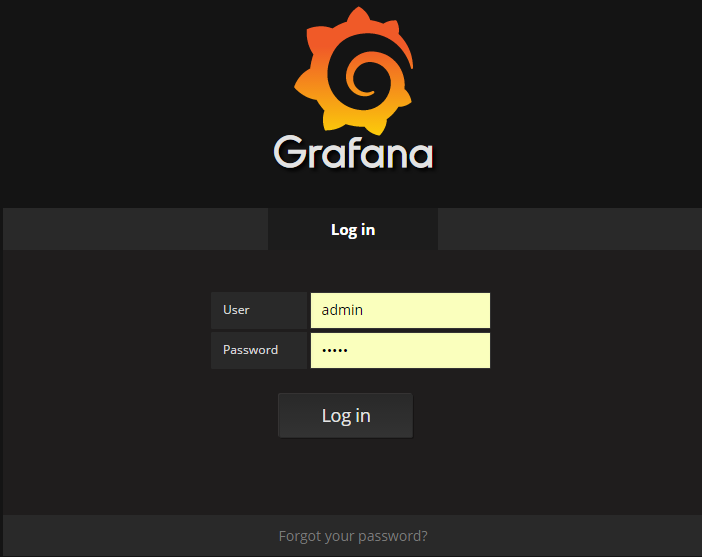 Grafana
Log in
User
admin
Password
•••••
Log in
Forgot your password?